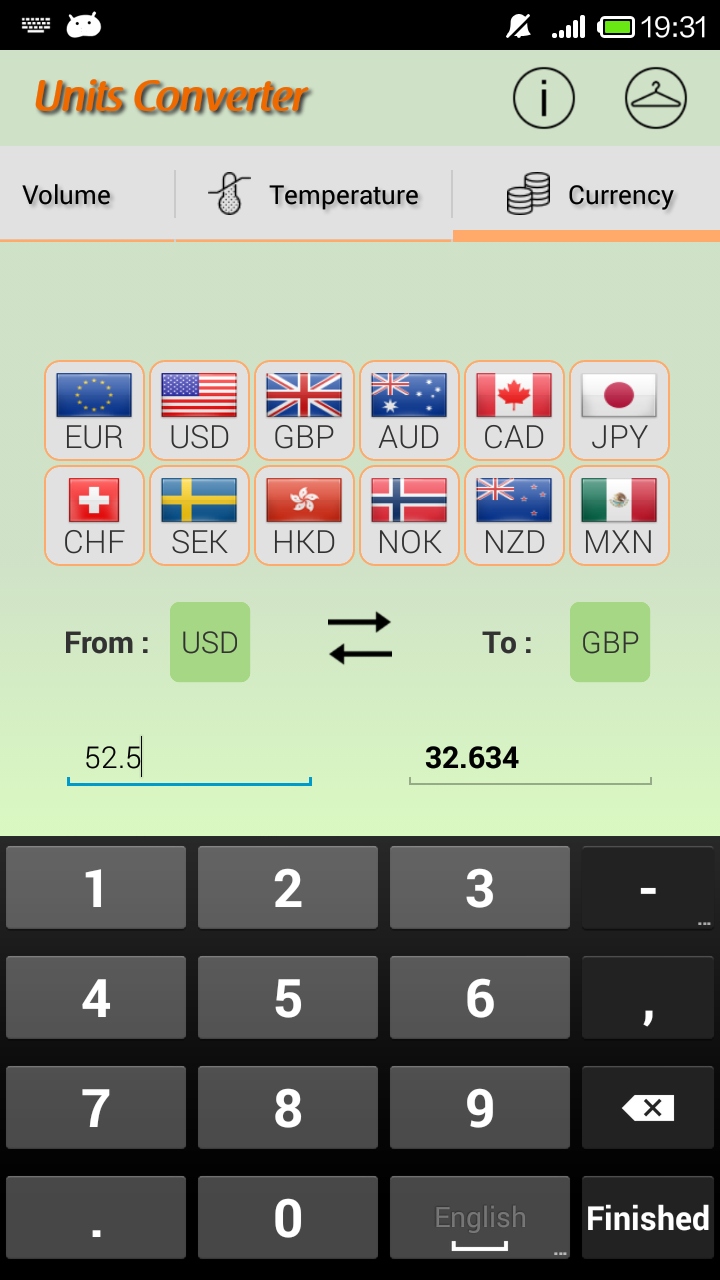 19:31
Units Converter
i
Volume Temperature Currency
EUR USD GBP AUD CAD JPY
CHF SEK HKD NOK NZD MXN
From : USD To : GBP
52.5 32.634
1 2 3 -
4 5 6 ,
7 8 9
. 0 English Finished